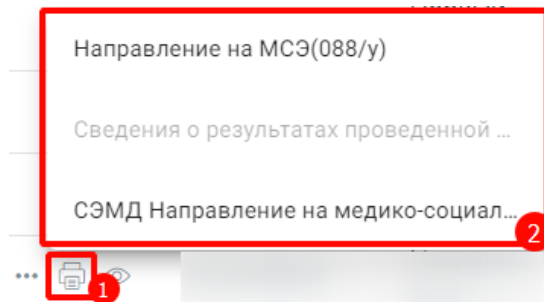 Направление на МСЭ(088/у)
Сведения о результатах проведенной ...
СЭМД Направление на медико-социал...
2
1